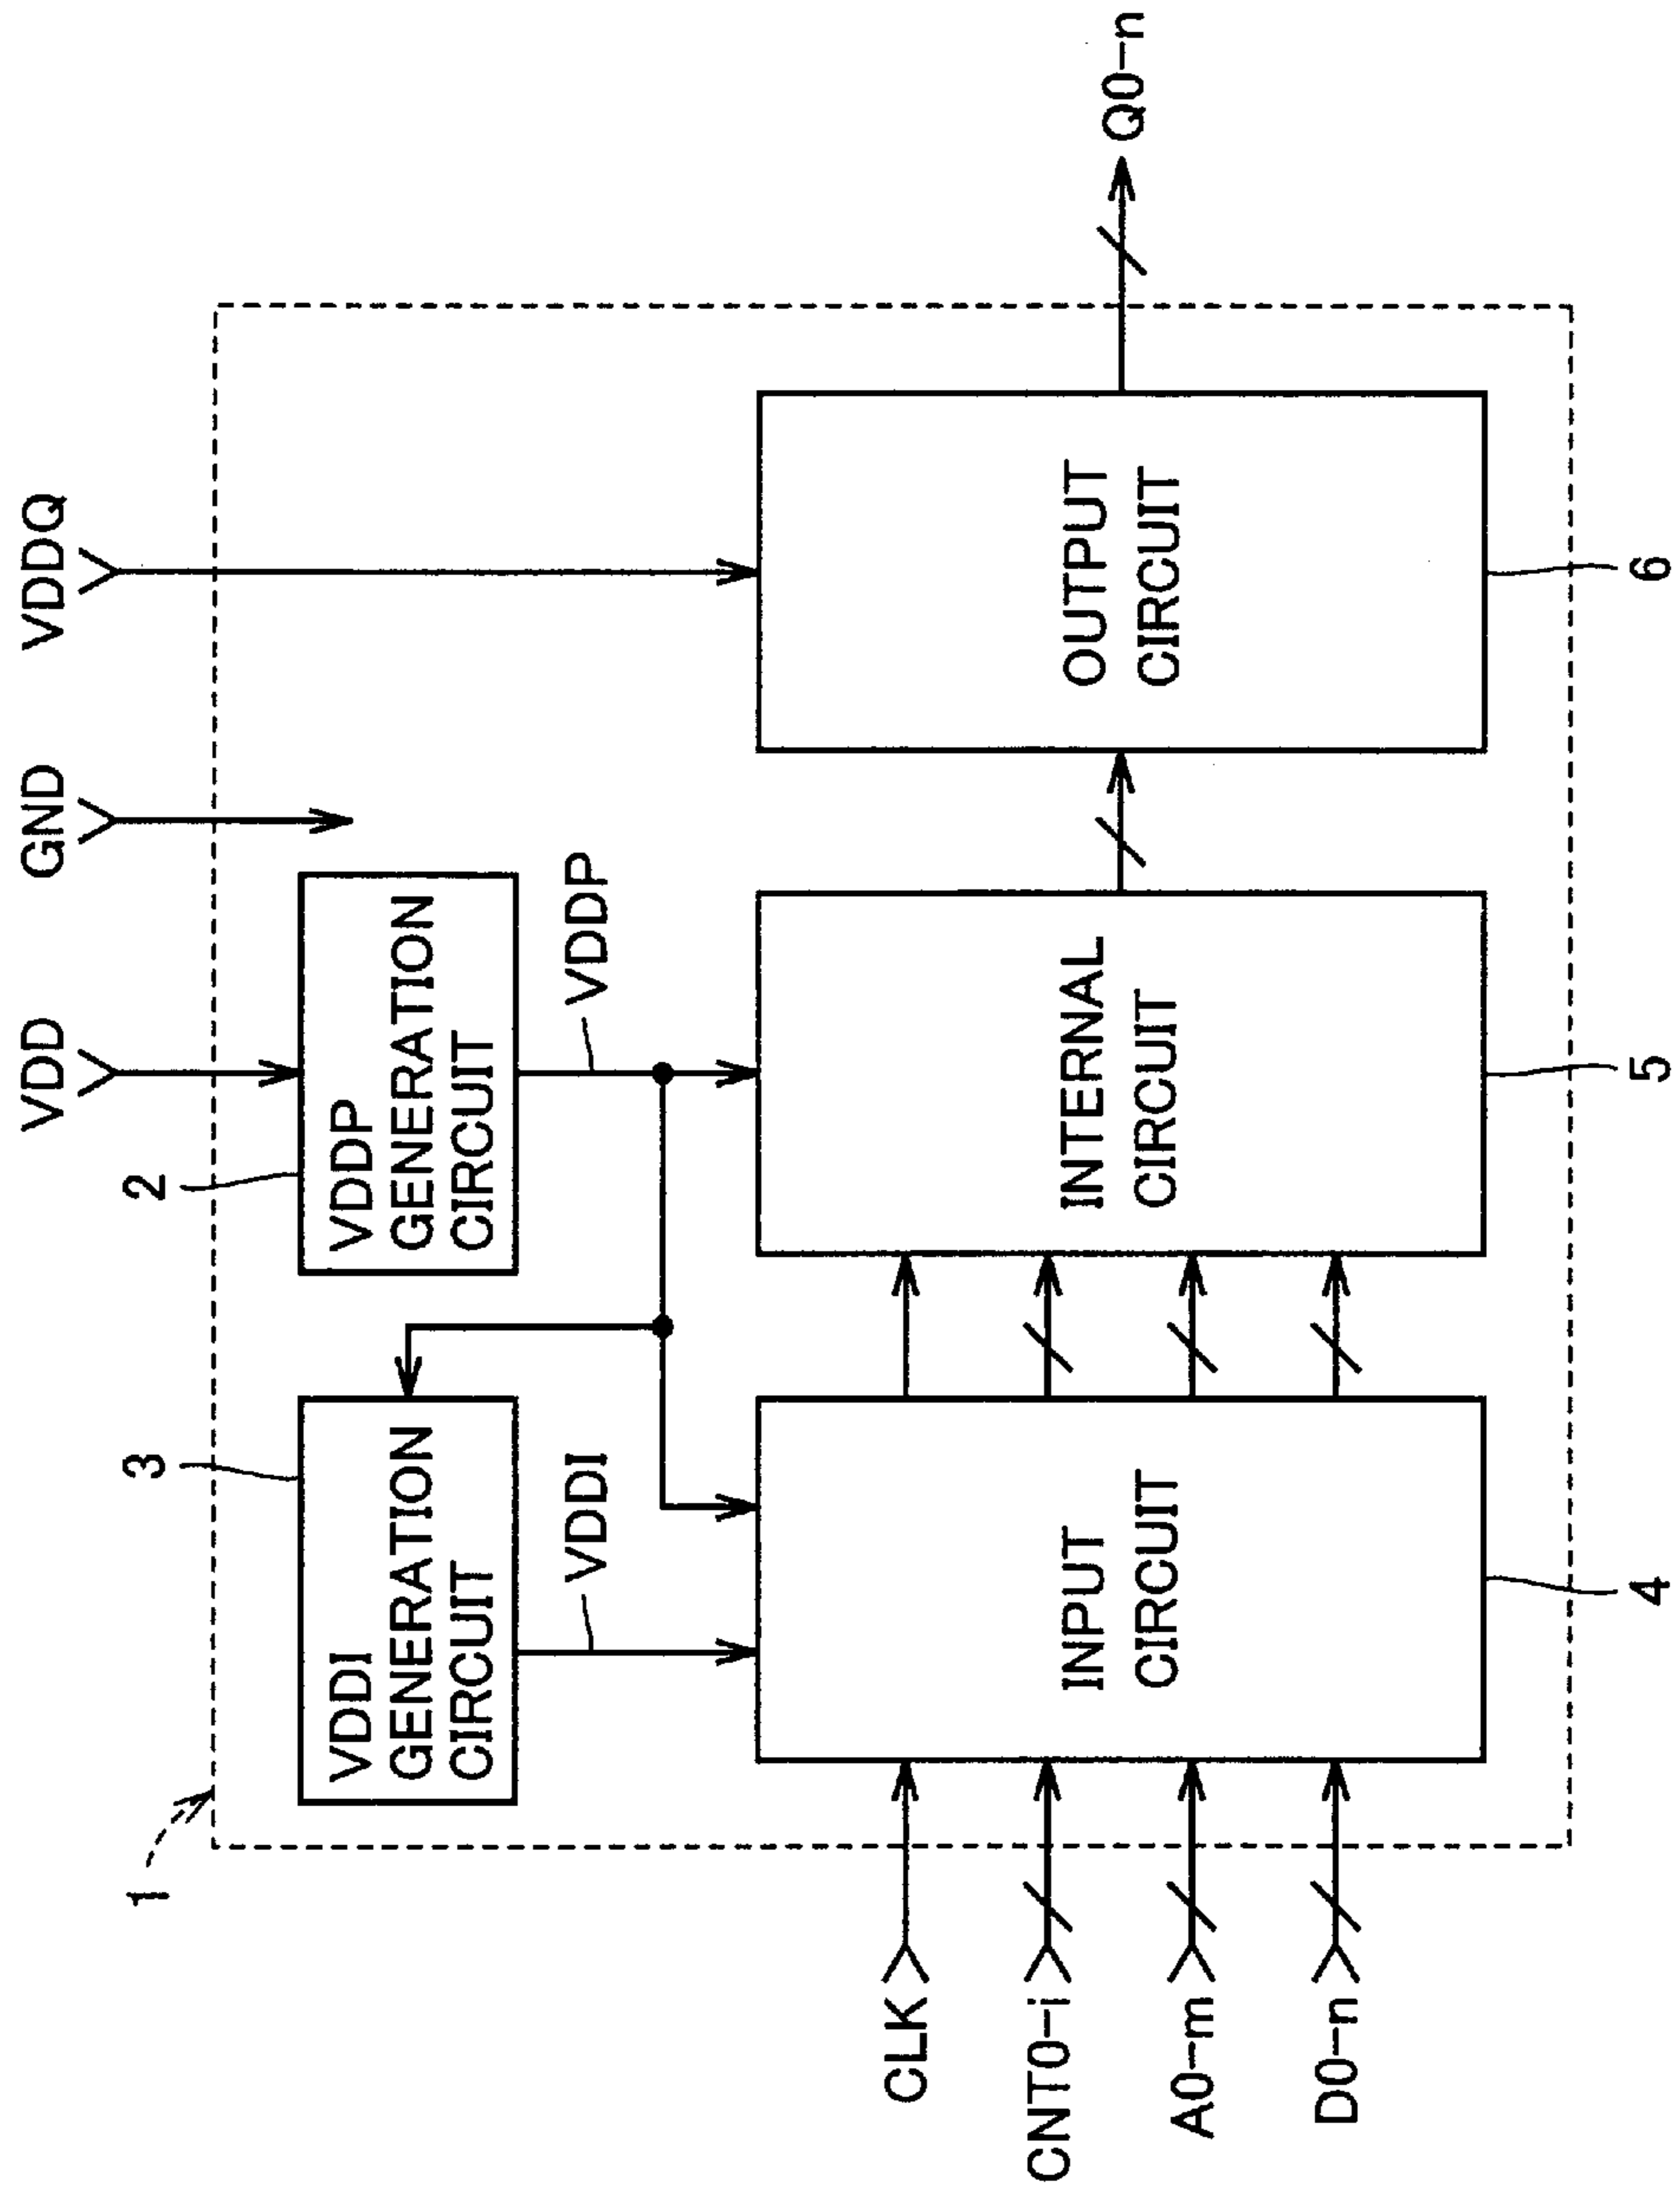 VDD
GND
VDDQ
1
3
2
VDDI
GENERATION
CIRCUIT
VDDP
GENERATION
CIRCUIT
VDDI
VDDP
CLK
CNT0-i
A0-m
D0-n
INPUT
CIRCUIT
INTERNAL
CIRCUIT
OUTPUT
CIRCUIT
Q0-n
4
5
6